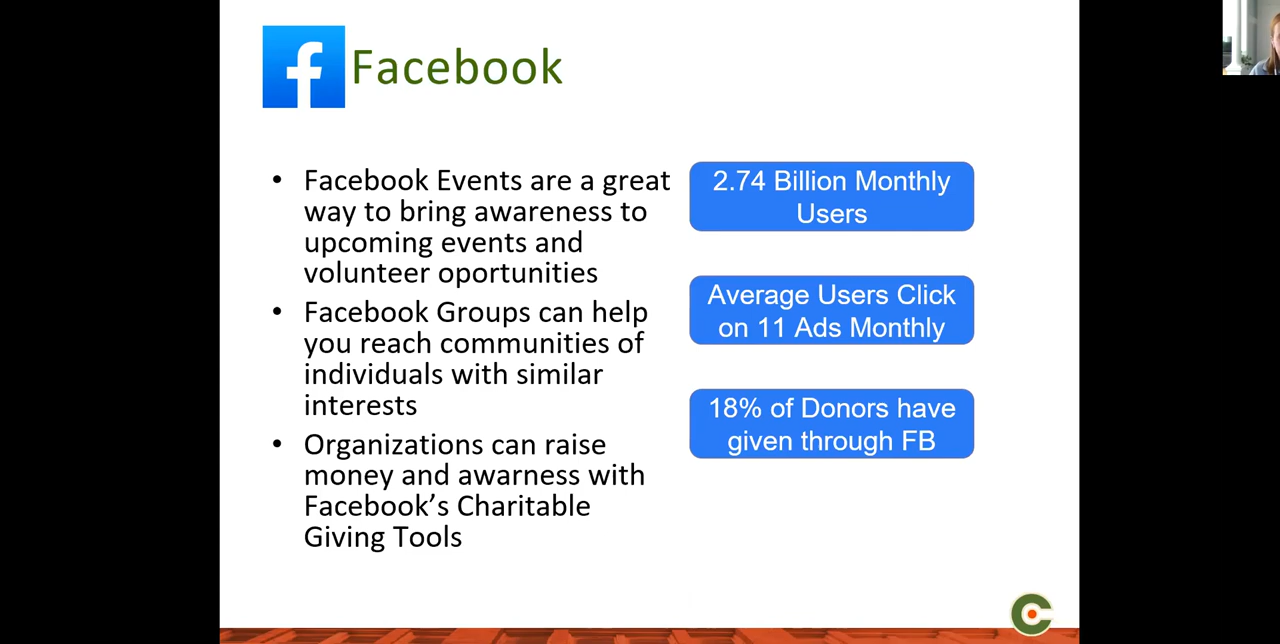 Facebook
• Facebook Events are a great
way to bring awareness to
upcoming events and
volunteer oportunities
• Facebook Groups can help
you reach communities of
individuals with similar
interests
• Organizations can raise
money and awarness with
Facebook’s Charitable
Giving Tools
2.74 Billion Monthly
Users
Average Users Click
on 11 Ads Monthly
18% of Donors have
given through FB